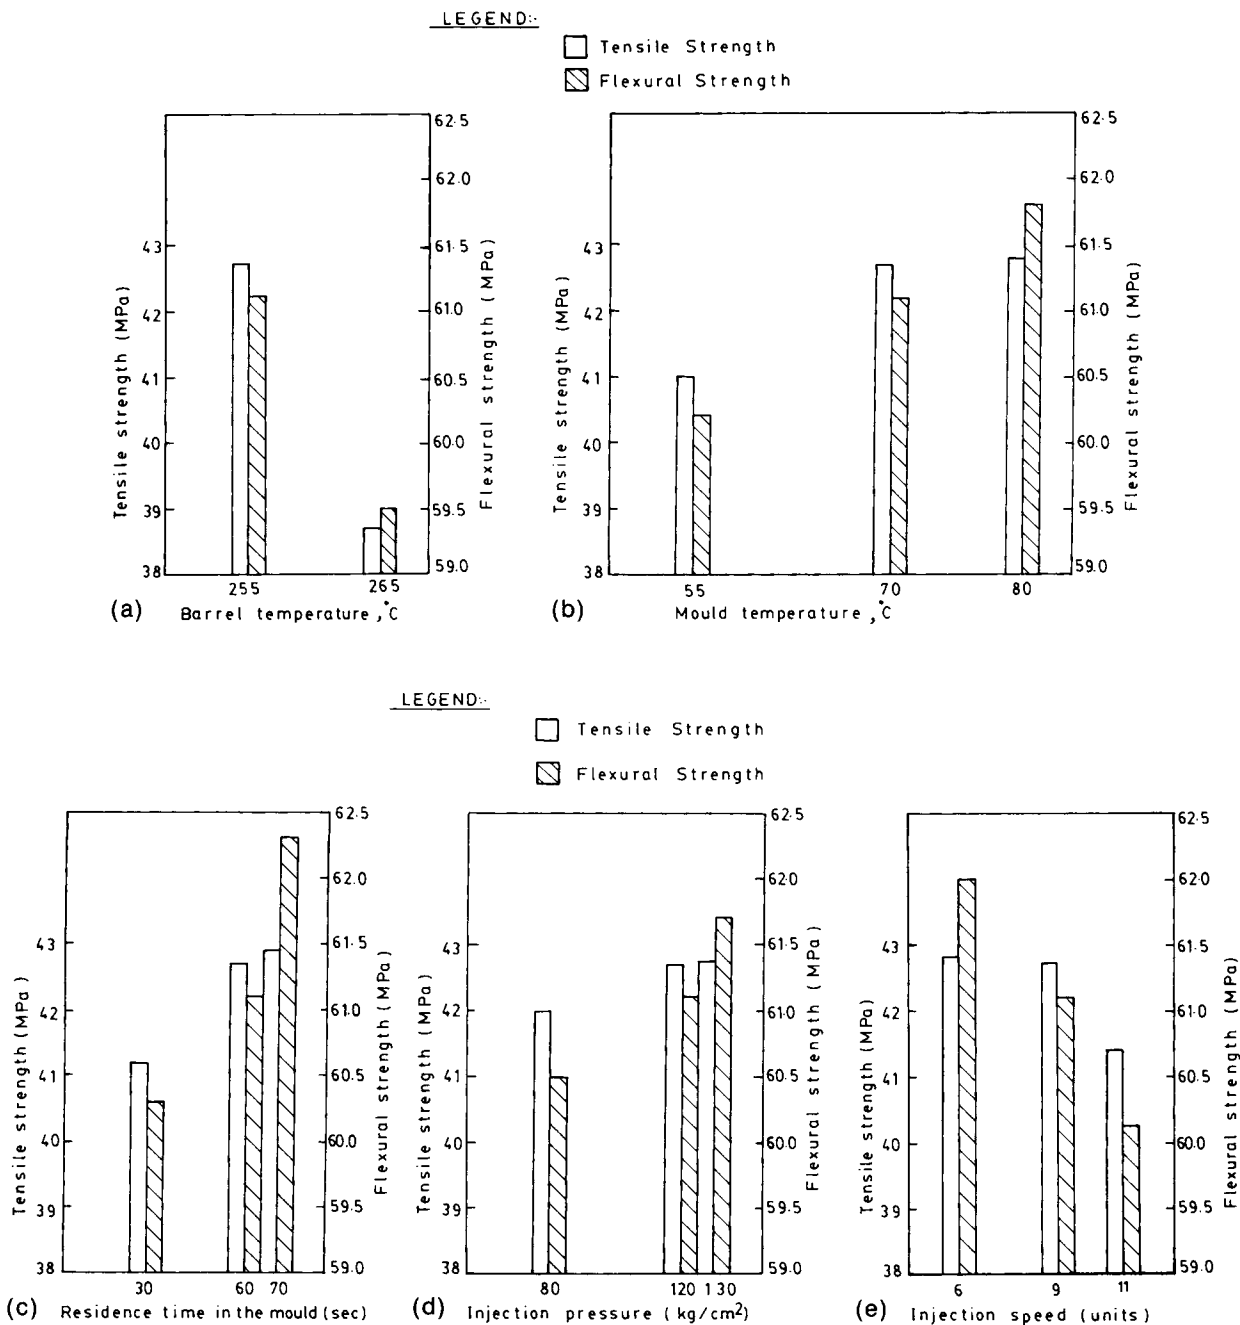 LEGEND:-
Tensile Strength
Flexural Strength
62.5
62.0
61.5
61.0
60.5
60.0
59.5
59.0
43
42
41
40
39
38
Tensile strength (MPa)
Flexural strength (MPa)
255 265
(a) Barrel temperature, °C
62.5
62.0
61.5
61.0
60.5
60.0
59.5
59.0
43
42
41
40
39
38
Tensile strength (MPa)
Flexural strength (MPa)
55 70 80
(b) Mould temperature, °C
LEGEND:-
Tensile Strength
Flexural Strength
62.5
62.0
61.5
61.0
60.5
60.0
59.5
59.0
43
42
41
40
39
38
Tensile strength (MPa)
Flexural strength (MPa)
30 60 70
(c) Residence time in the mould (sec)
62.5
62.0
61.5
61.0
60.5
60.0
59.5
59.0
43
42
41
40
39
38
Tensile strength (MPa)
Flexural strength (MPa)
80 120 130
(d) Injection pressure (kg/cm²)
62.5
62.0
61.5
61.0
60.5
60.0
59.5
59.0
43
42
41
40
39
38
Tensile strength (MPa)
Flexural strength (MPa)
6 9 11
(e) Injection speed (units)